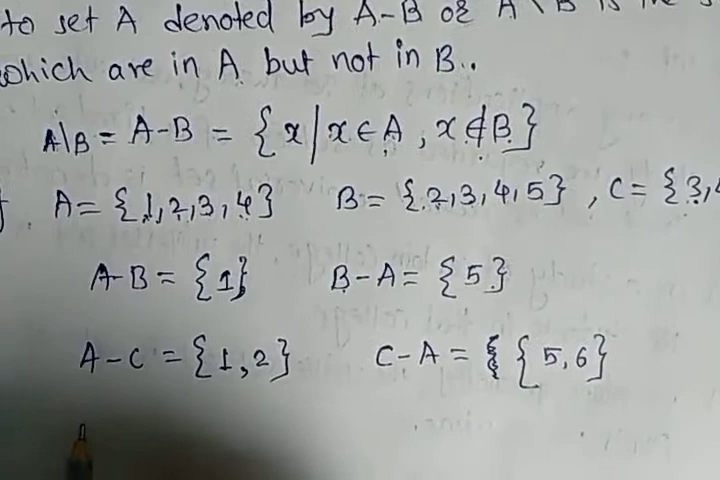 to set A denoted by A-B or A\B is the
which are in A but not in B..
A\B = A-B = {x/x∈A, x∉B}
A = {1,2,3,4} B = {2,3,4,5}, C = {3,4
A-B = {1} B-A = {5}
A-C = {1,2} C-A = {5,6}